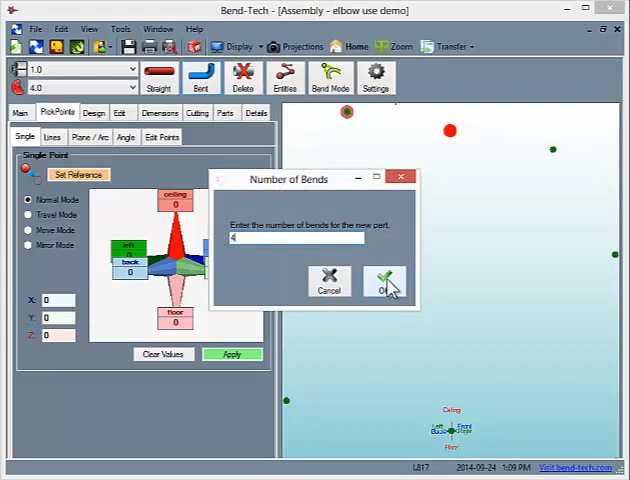 Bend-Tech - [Assembly - elbow use demo]
File Edit View Tools Window Help
Display Projections Home Zoom Transfer
1.0
4.0
Straight Bent Delete Entities Bend Mode Settings
Main PickPoints Design Edit Dimensions Cutting Parts Details
Single Lines Plane / Arc Angle Edit Points
Single Point
Set Reference
Normal Mode
Travel Mode
Move Mode
Mirror Mode
X: 0
Y: 0
Z: 0
ceiling
0
left
0
back
0
floor
0
Clear Values Apply
Number of Bends
Enter the number of bends for the new part.
4
Cancel
Ceiling
Left Front
Back Right
Floor
I.817 2014-09-24 1:09 PM Visit bend-tech.com